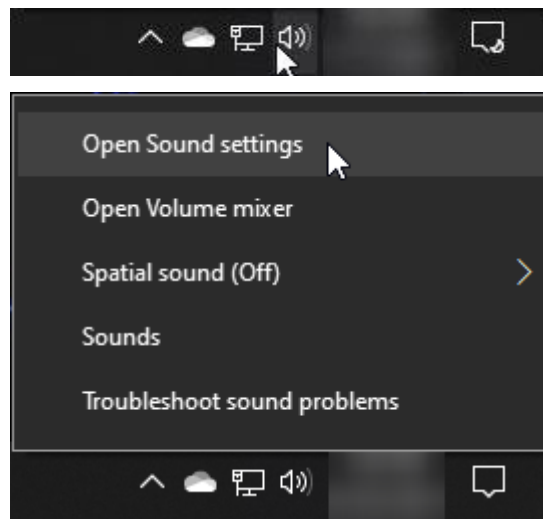 Open Sound settings
Open Volume mixer
Spatial sound (Off)
Sounds
Troubleshoot sound problems